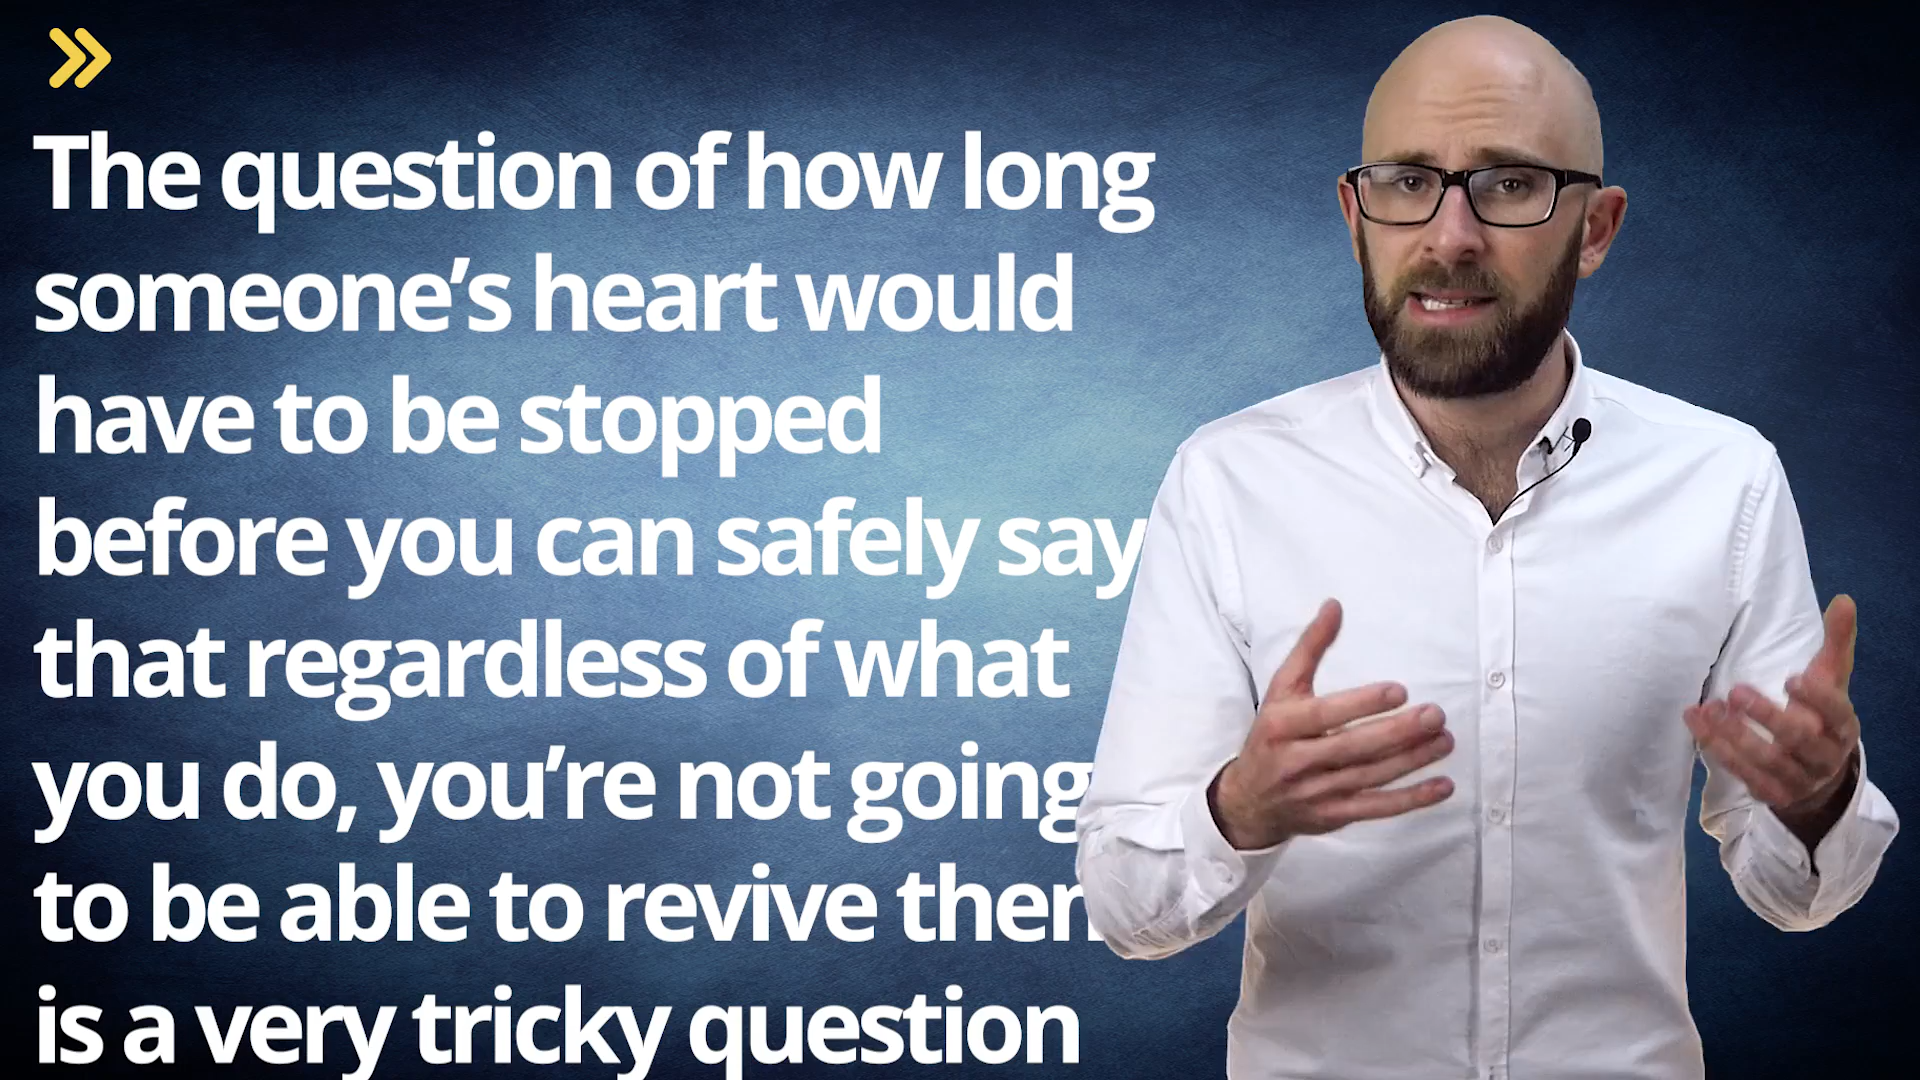 The question of how long
someone’s heart would
have to be stopped
before you can safely say
that regardless of what
you do, you’re not going
to be able to revive
is a very tricky question